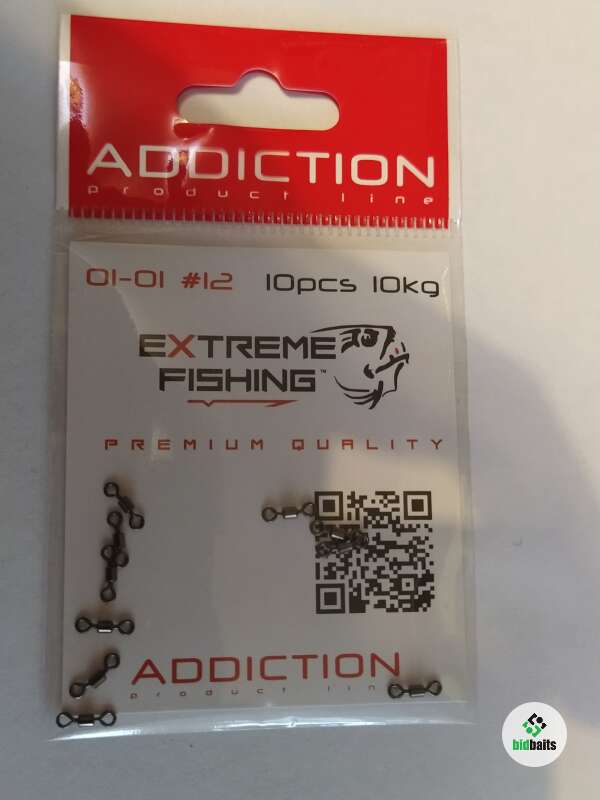 ADDICTION
product line
01-01 #12 10pcs 10kg
EXTREME
FISHING™
PREMIUM QUALITY
ADDICTION
product line
bidbaits